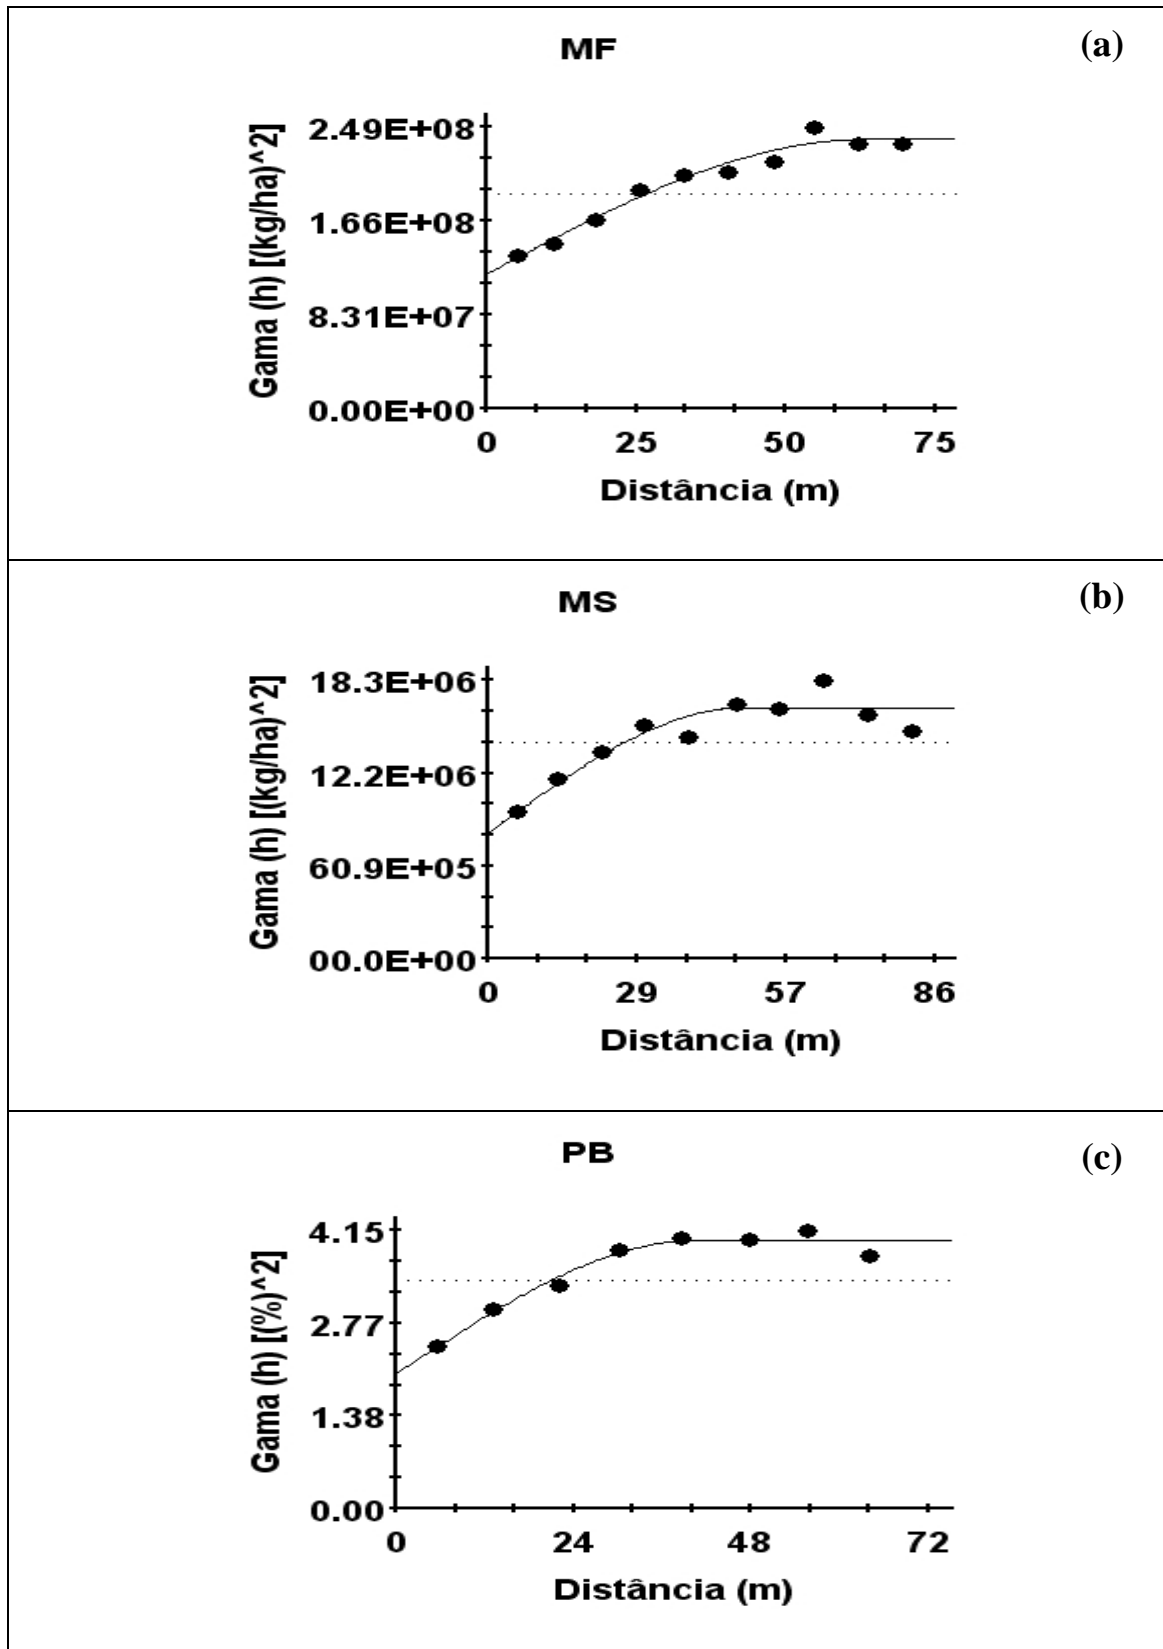 MF
(a)
Gama (h) [(kg/ha)^2]
2.49E+08
1.66E+08
8.31E+07
0.00E+00
0 25 50 75
Distância (m)
MS
(b)
Gama (h) [(kg/ha)^2]
18.3E+06
12.2E+06
60.9E+05
00.0E+00
0 29 57 86
Distância (m)
PB
(c)
Gama (h) [(%)^2]
4.15
2.77
1.38
0.00
0 24 48 72
Distância (m)